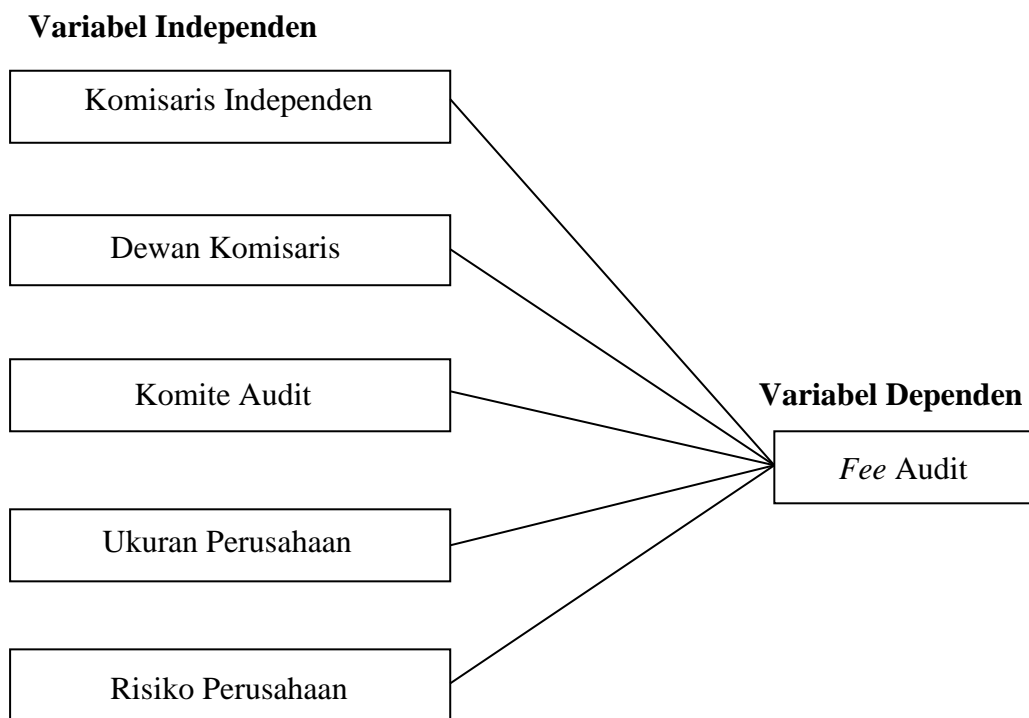 Variabel Independen
Komisaris Independen
Dewan Komisaris
Komite Audit
Variabel Dependen
Fee Audit
Ukuran Perusahaan
Risiko Perusahaan